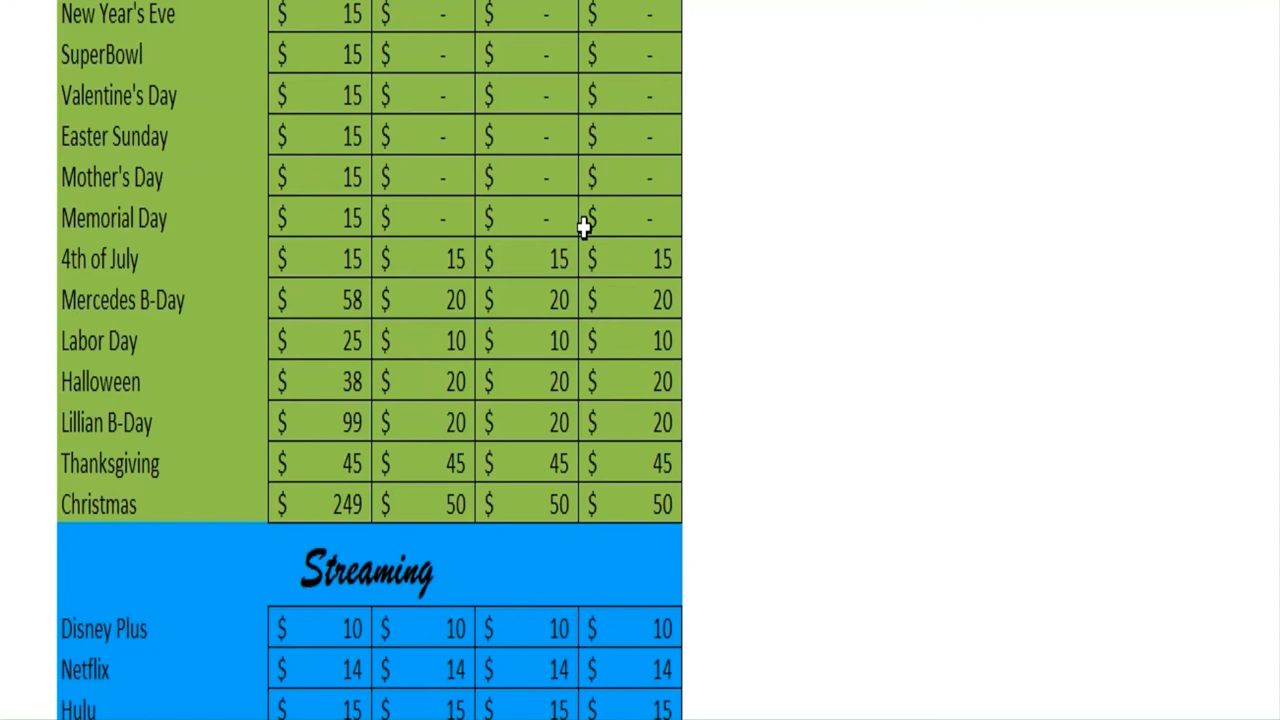 New Year's Eve $ 15 $ - $ - $ -
SuperBowl $ 15 $ - $ - $ -
Valentine's Day $ 15 $ - $ - $ -
Easter Sunday $ 15 $ - $ - $ -
Mother's Day $ 15 $ - $ - $ -
Memorial Day $ 15 $ - $ - $ -
4th of July $ 15 $ 15 $ 15 $ 15
Mercedes B-Day $ 58 $ 20 $ 20 $ 20
Labor Day $ 25 $ 10 $ 10 $ 10
Halloween $ 38 $ 20 $ 20 $ 20
Lillian B-Day $ 99 $ 20 $ 20 $ 20
Thanksgiving $ 45 $ 45 $ 45 $ 45
Christmas $ 249 $ 50 $ 50 $ 50
Streaming
Disney Plus $ 10 $ 10 $ 10 $ 10
Netflix $ 14 $ 14 $ 14 $ 14
Hulu $ 15 $ 15 $ 15 $ 15